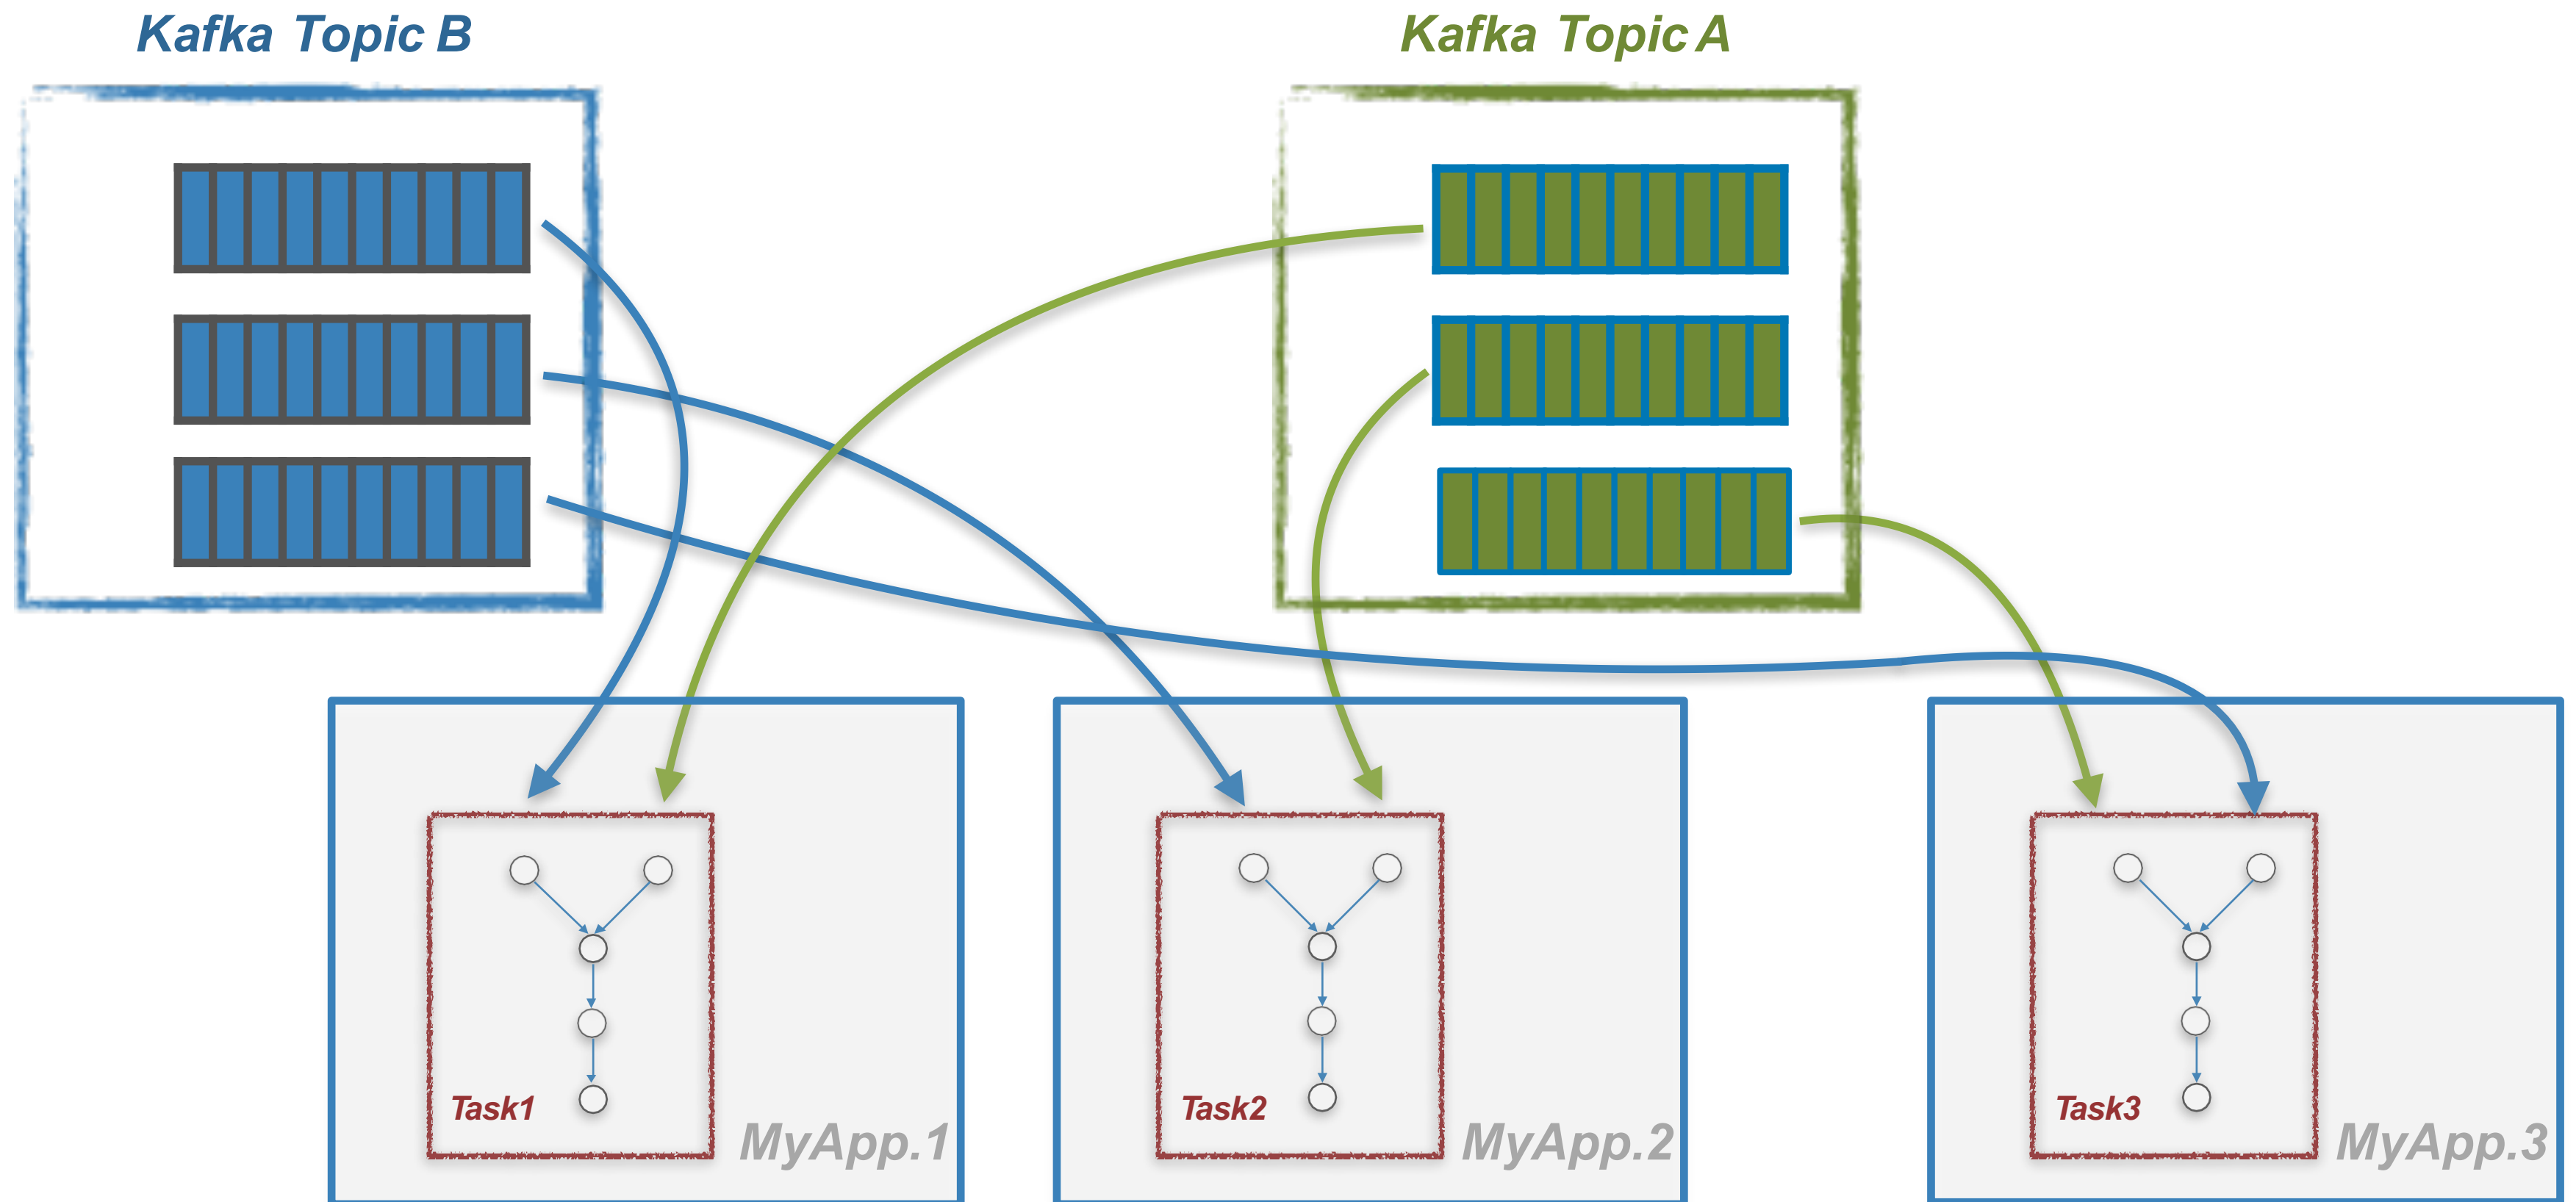 Kafka Topic B
Kafka Topic A
Task1
MyApp.1
Task2
MyApp.2
Task3
MyApp.3